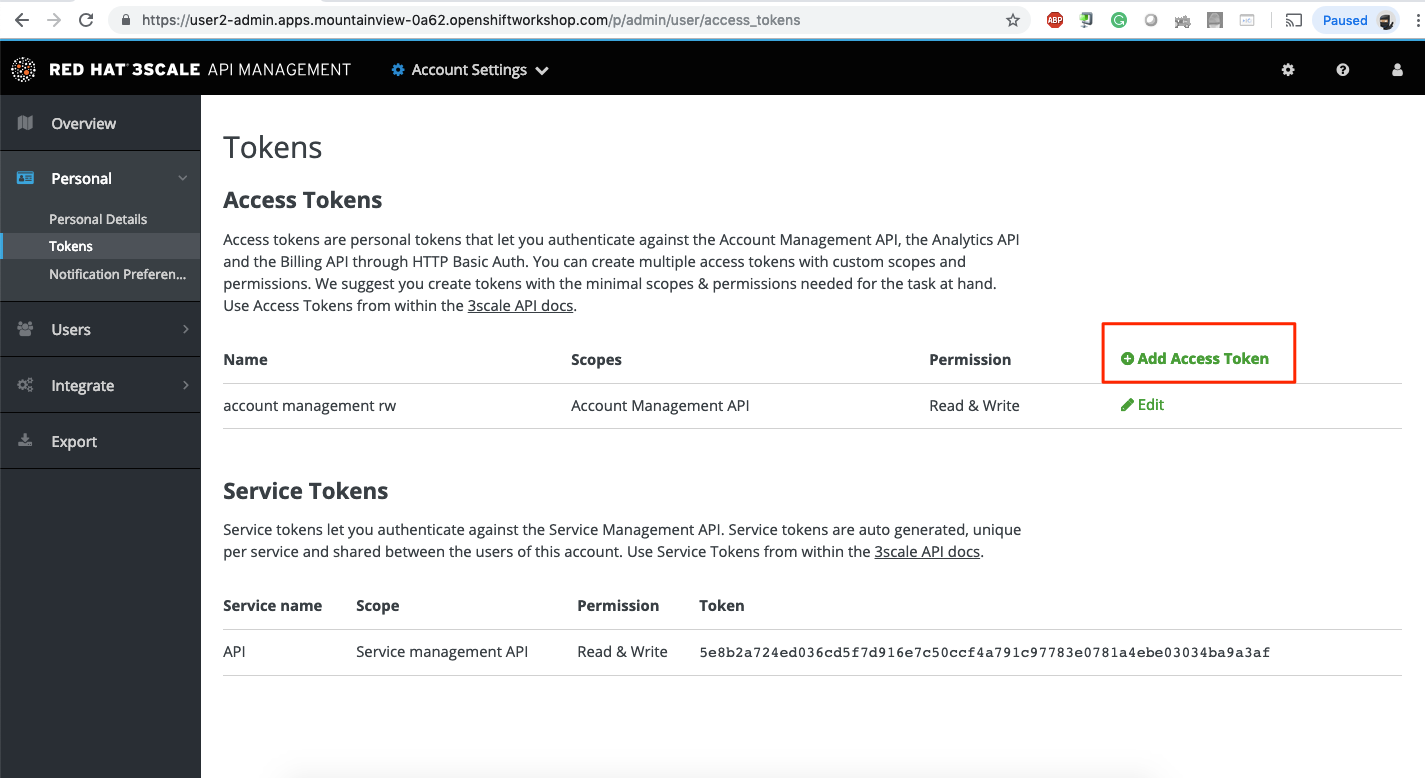 https://user2-admin.apps.mountainview-0a62.openshiftworkshop.com/p/admin/user/access_tokens
ABP
Paused
RED HAT 3SCALE API MANAGEMENT
Account Settings
Overview
Personal
Personal Details
Tokens
Notification Preferen...
Users
Integrate
Export
Tokens
Access Tokens
Access tokens are personal tokens that let you authenticate against the Account Management API, the Analytics API
and the Billing API through HTTP Basic Auth. You can create multiple access tokens with custom scopes and
permissions. We suggest you create tokens with the minimal scopes & permissions needed for the task at hand.
Use Access Tokens from within the 3scale API docs.
Name Scopes Permission Add Access Token
account management rw Account Management API Read & Write Edit
Service Tokens
Service tokens let you authenticate against the Service Management API. Service tokens are auto generated, unique
per service and shared between the users of this account. Use Service Tokens from within the 3scale API docs.
Service name Scope Permission Token
API Service management API Read & Write 5e8b2a724ed036cd5f7d916e7c50ccf4a791c97783e0781a4ebe03034ba9a3af